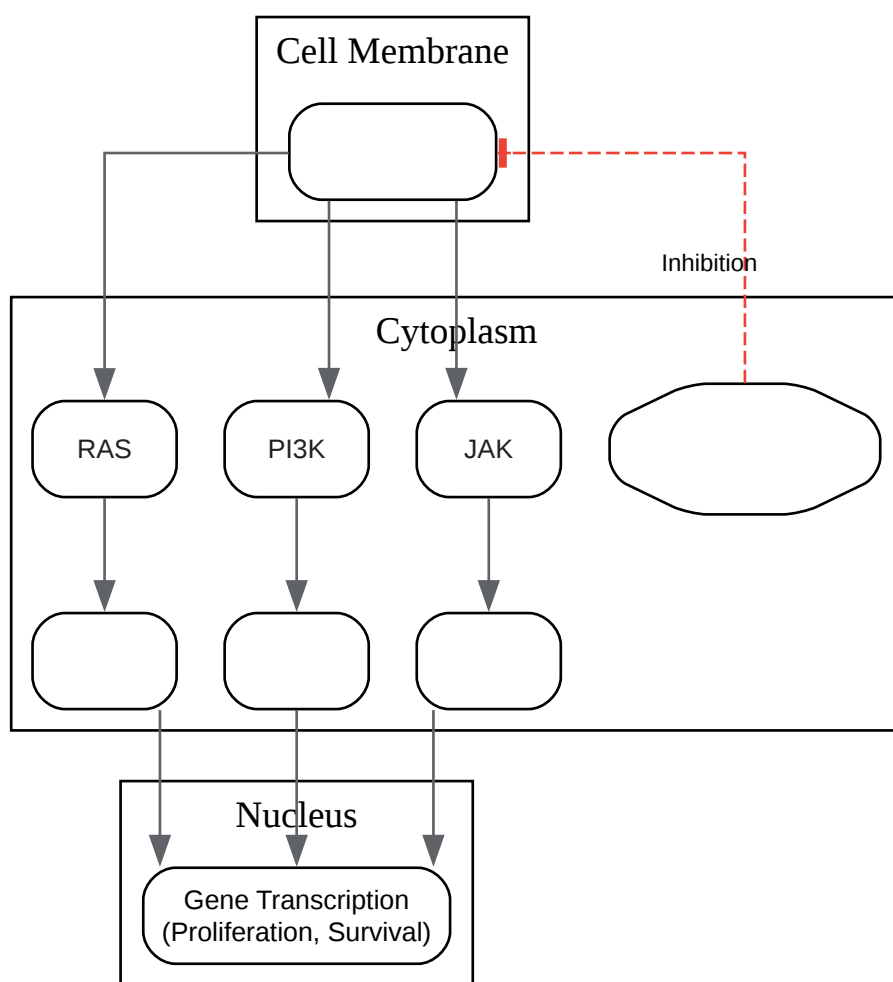 Cell Membrane
Inhibition
Cytoplasm
RAS
PI3K
JAK
Nucleus
Gene Transcription
(Proliferation, Survival)